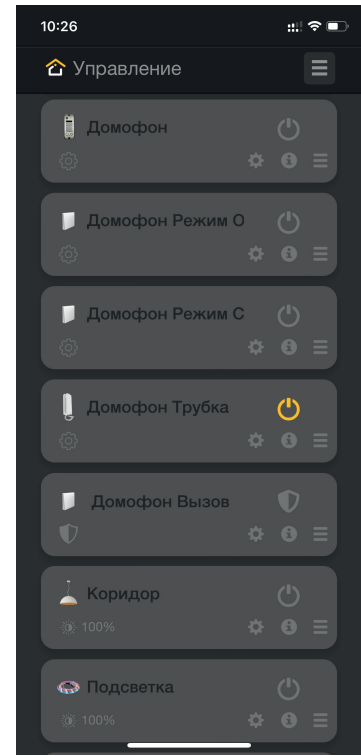 10:26
Управление
Домофон
Домофон Режим О
Домофон Режим С
Домофон Трубка
Домофон Вызов
Коридор
100%
Подсветка
100%